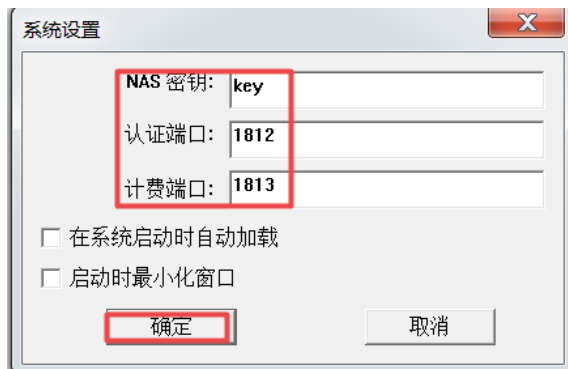 系统设置
NAS 密钥: key
认证端口: 1812
计费端口: 1813
在系统启动时自动加载
启动时最小化窗口
确定 取消